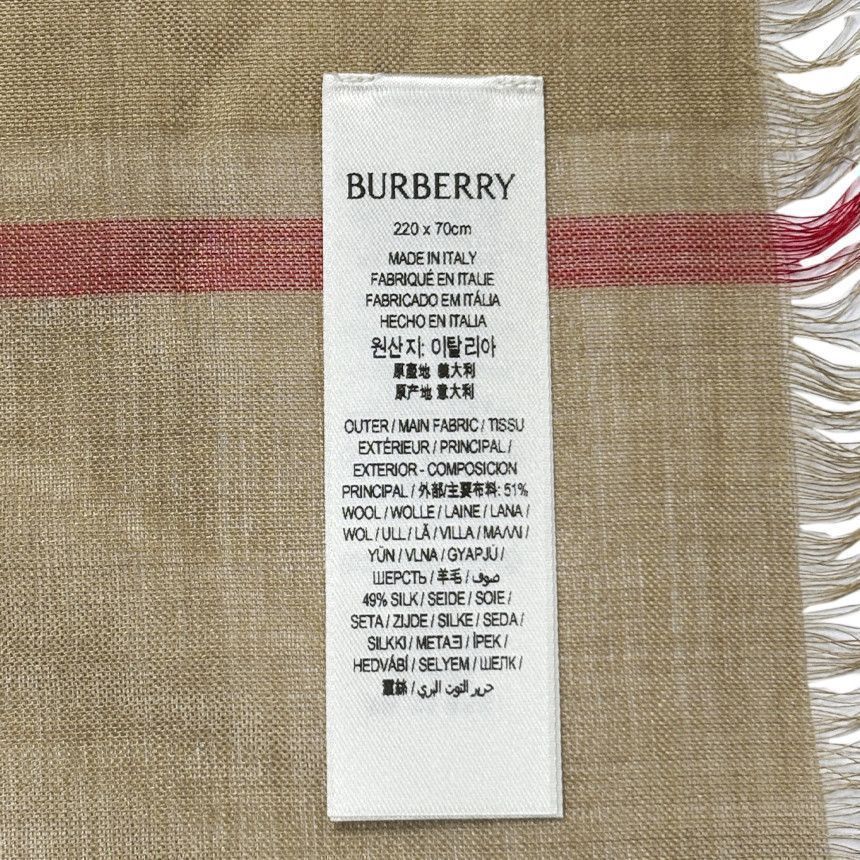 BURBERRY
220 x 70cm
MADE IN ITALY
FABRIQUÉ EN ITALIE
FABRICADO EM ITÁLIA
HECHO EN ITALIA
원산지: 이탈리아
原產地 義大利
原产地 意大利
OUTER / MAIN FABRIC / TISSU
EXTÉRIEUR / PRINCIPAL /
EXTERIOR - COMPOSICION
PRINCIPAL / 外部/主要布料: 51%
WOOL / WOLLE / LAINE / LANA /
WOL / ULL / LÃ / VILLA / ΜΑΛΛΙ /
YÜN / VLNA / GYAPJÚ /
ШЕРСТЬ / 羊毛 / صوف /
49% SILK / SEIDE / SOIE /
SETA / ZIJDE / SILKE / SEDA /
SILKKI / ΜΕΤΑΞΙ / İPEK /
HEDVÁBÍ / SELYEM / ШЕЛК /
蠶絲 / حرير التوت البري /